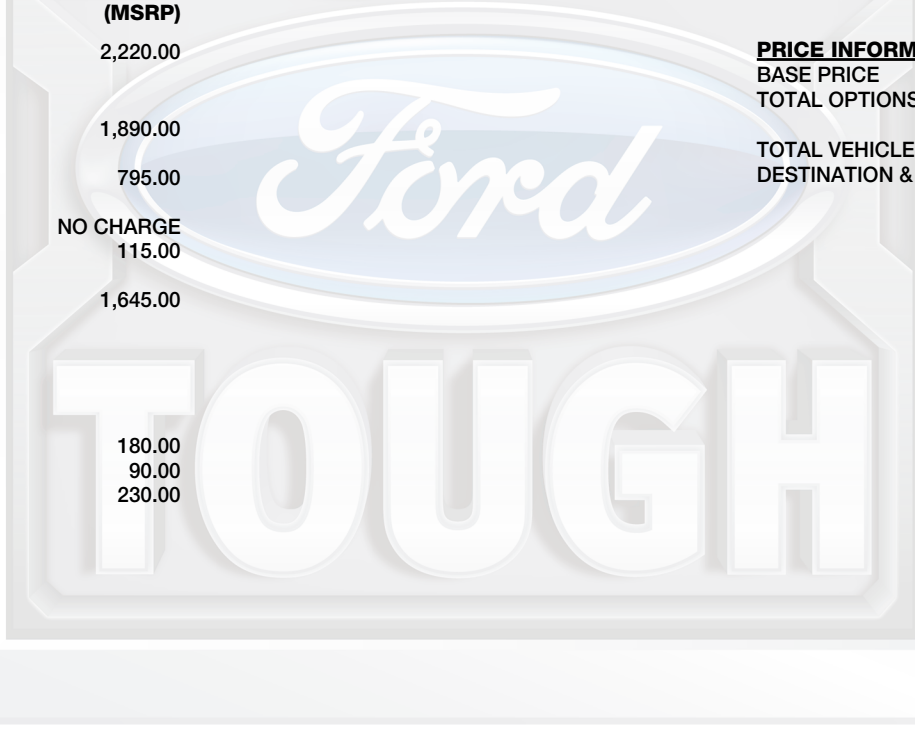 (MSRP)
2,220.00
1,890.00
795.00
NO CHARGE
115.00
1,645.00
180.00
90.00
230.00
PRICE INFORM
BASE PRICE
TOTAL OPTIONS
TOTAL VEHICLE
DESTINATION &
Ford
TOUGH